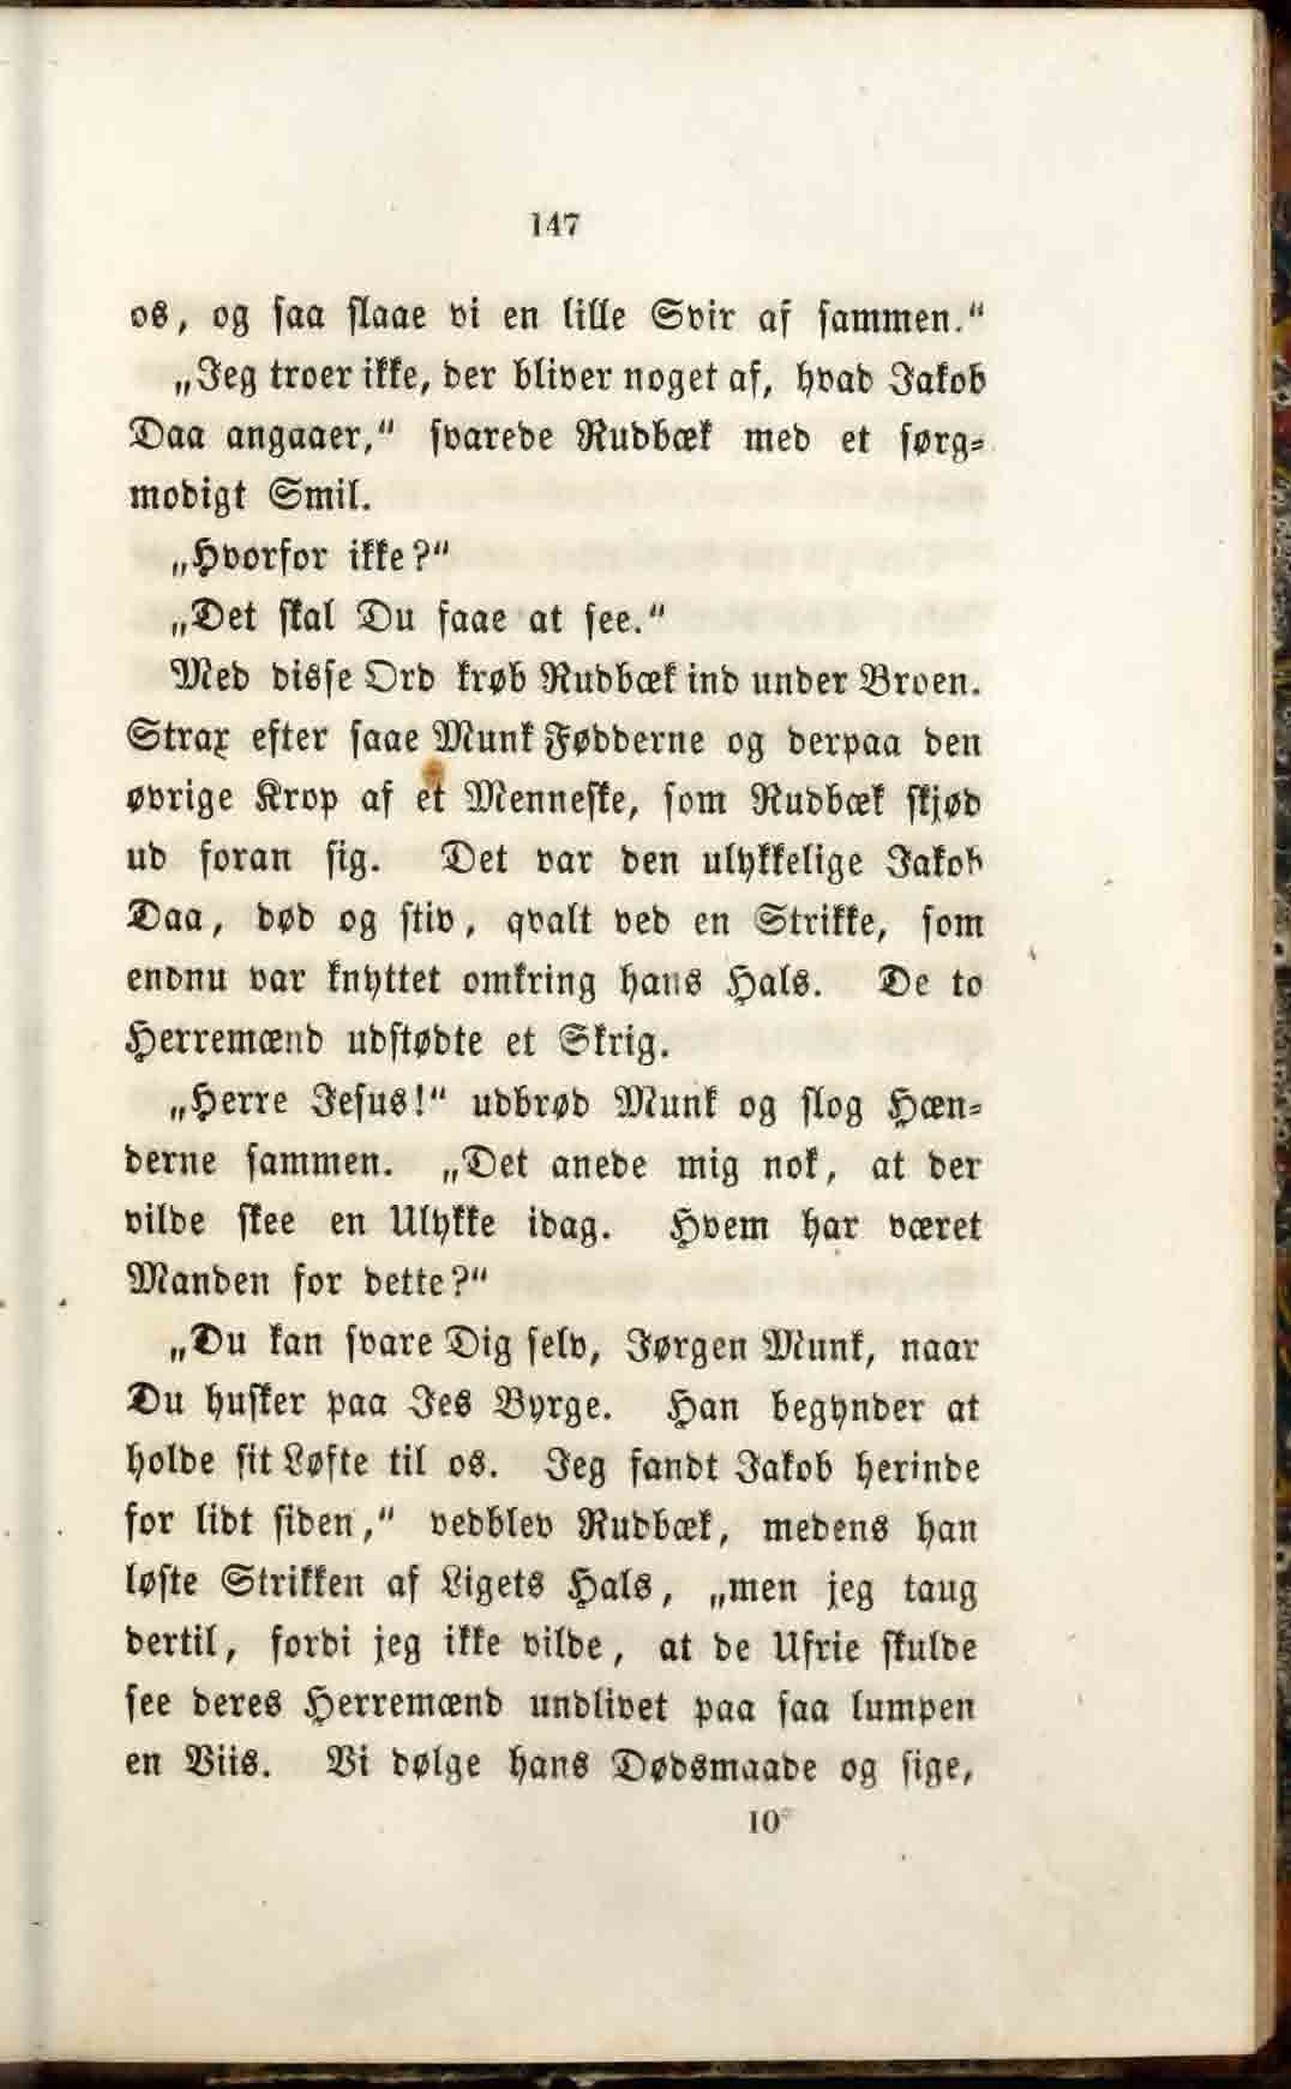 147
os, og saa slaae vi en lille Svir af sammen."
„Jeg troer ikke, der bliver noget af, hvad Jakob
Daa angaaer," svarede Rudbæk med et sørg-
modigt Smil.
„Hvorfor ikke?"
„Det skal Du faae at see."
Med disse Ord krøb Rudbæk ind under Broen.
Strax efter saae Munk Fødderne og derpaa den
øvrige Krop af et Menneske, som Rudbæk skjød
ud foran sig. Det var den ulykkelige Jakob
Daa, død og stiv, qvalt ved en Strikke, som
endnu var knyttet omkring hans Hals. De to
Herremænd udstødte et Skrig.
„Herre Jesus!" udbrød Munk og slog Hæn-
derne sammen. „Det anede mig nok, at der
vilde skee en Ulykke idag. Hvem har været
Manden for dette?"
„Du kan svare Dig selv, Jørgen Munk, naar
Du husker paa Jes Byrge. Han begynder at
holde sit Løfte til os. Jeg fandt Jakob herinde
for lidt siden," vedblev Rudbæk, medens han
løste Strikken af Ligets Hals, „men jeg taug
dertil, fordi jeg ikke vilde, at de Ufrie skulde
see deres Herremænd undlivet paa saa lumpen
en Viis. Vi dølge hans Dødsmaade og sige,
10*